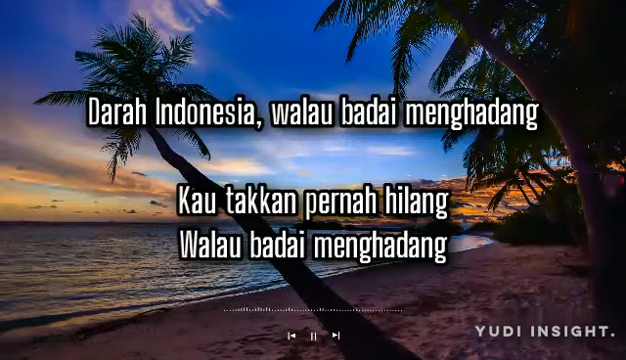 Darah Indonesia, walau badai menghadang
Kau takkan pernah hilang
Walau badai menghadang
YUDI INSIGHT.